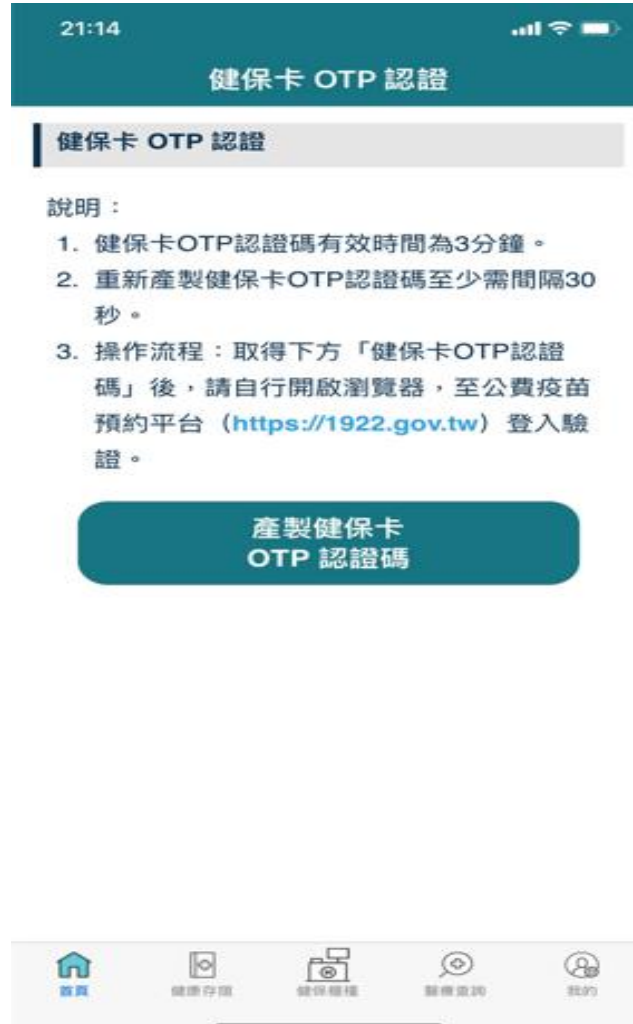 21:14
健保卡 OTP 認證
健保卡 OTP 認證
說明：
1. 健保卡OTP認證碼有效時間為3分鐘。
2. 重新產製健保卡OTP認證碼至少需間隔30
秒。
3. 操作流程：取得下方「健保卡OTP認證
碼」後，請自行開啟瀏覽器，至公費疫苗
預約平台（https://1922.gov.tw）登入驗
證。
產製健保卡
OTP 認證碼
首頁 健康存摺 健保櫃檯 醫療查詢 我的